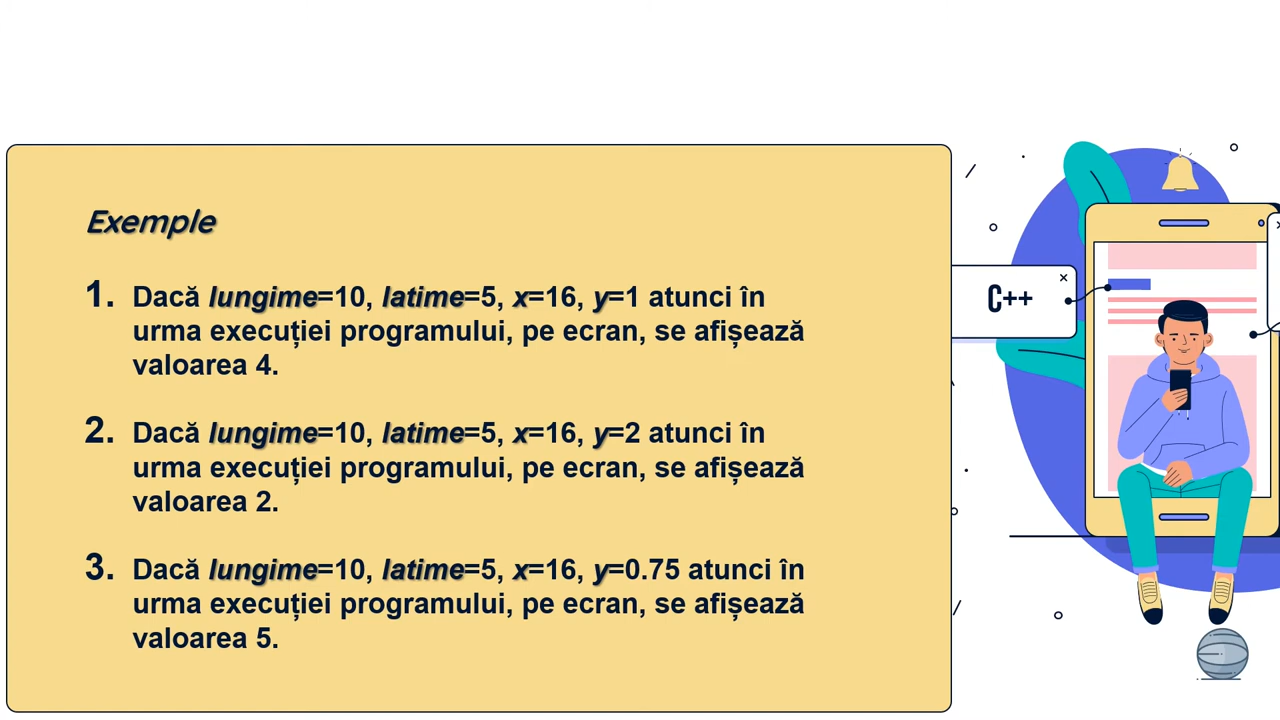 Exemple
1. Dacă lungime=10, latime=5, x=16, y=1 atunci în
urma execuției programului, pe ecran, se afișează
valoarea 4.
2. Dacă lungime=10, latime=5, x=16, y=2 atunci în
urma execuției programului, pe ecran, se afișează
valoarea 2.
3. Dacă lungime=10, latime=5, x=16, y=0.75 atunci în
urma execuției programului, pe ecran, se afișează
valoarea 5.
C++